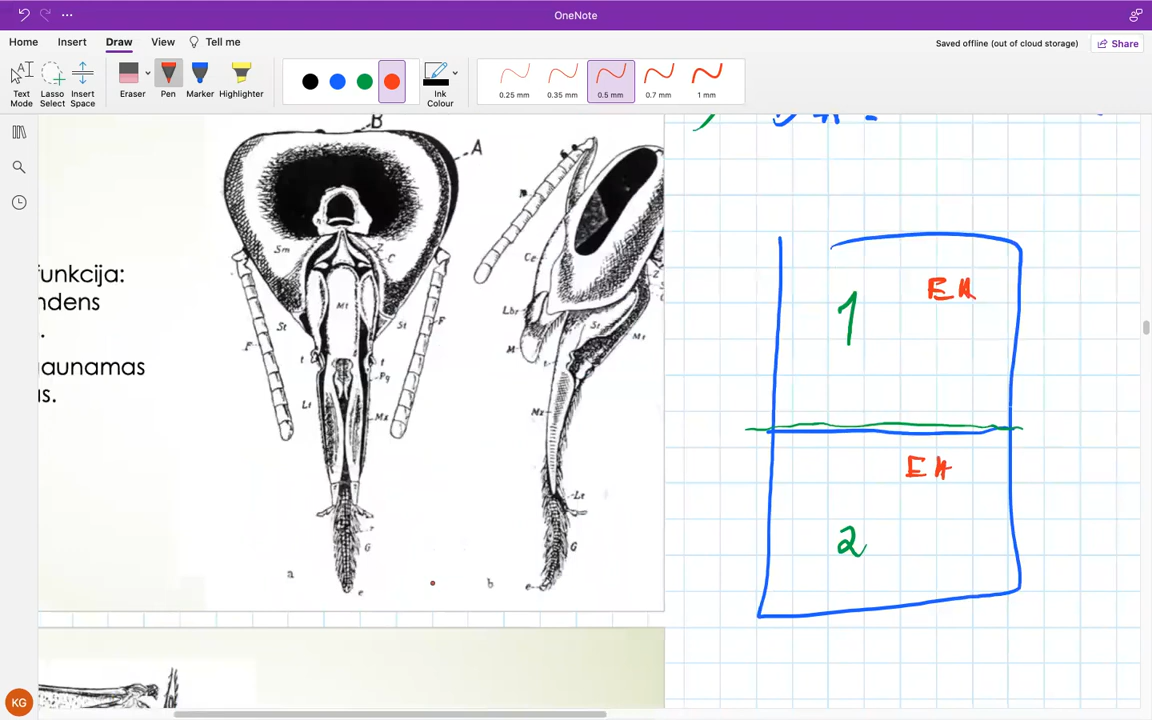 OneNote
Home Insert Draw View Tell me
Saved offline (out of cloud storage) Share
Text Mode
Lasso Select
Insert Space
Eraser
Pen
Marker
Highlighter
Ink Colour
0.25 mm
0.35 mm
0.5 mm
0.7 mm
1 mm
funkcija:
ndens
.
aunamas
as.
B
A
Sm
C
Mt
St St
F F
t t
Pg
Lt Mx
G
a e
Ce
Lbr
M
St
Mt
t
Mx
Lt
G
b e
1
2
KG